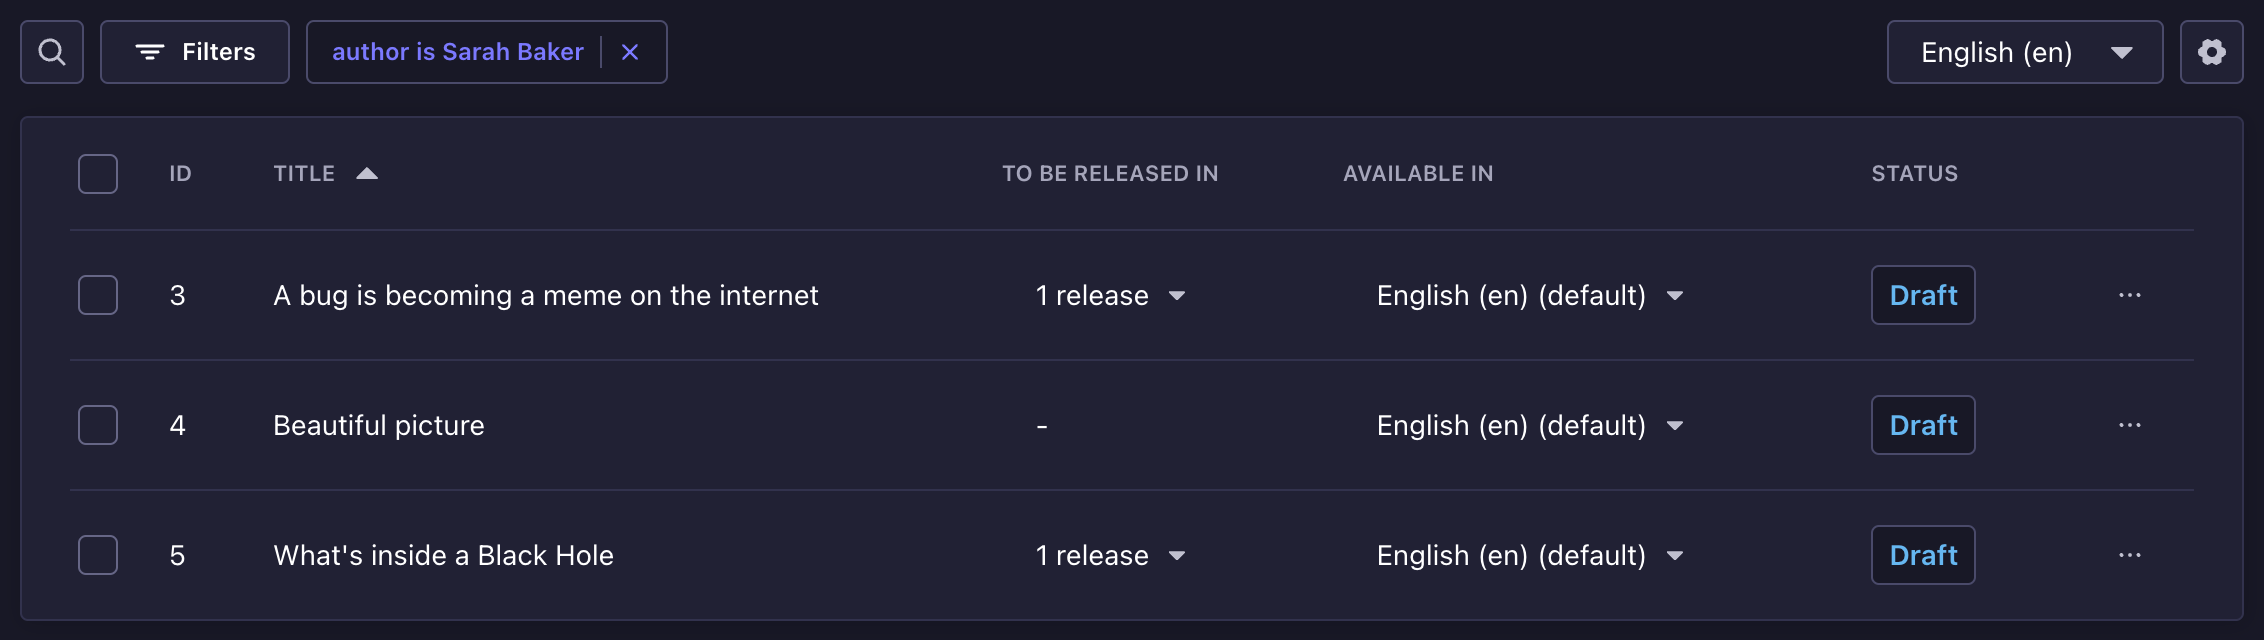 Filters author is Sarah Baker English (en)
ID TITLE TO BE RELEASED IN AVAILABLE IN STATUS
3 A bug is becoming a meme on the internet 1 release English (en) (default) Draft
4 Beautiful picture - English (en) (default) Draft
5 What's inside a Black Hole 1 release English (en) (default) Draft